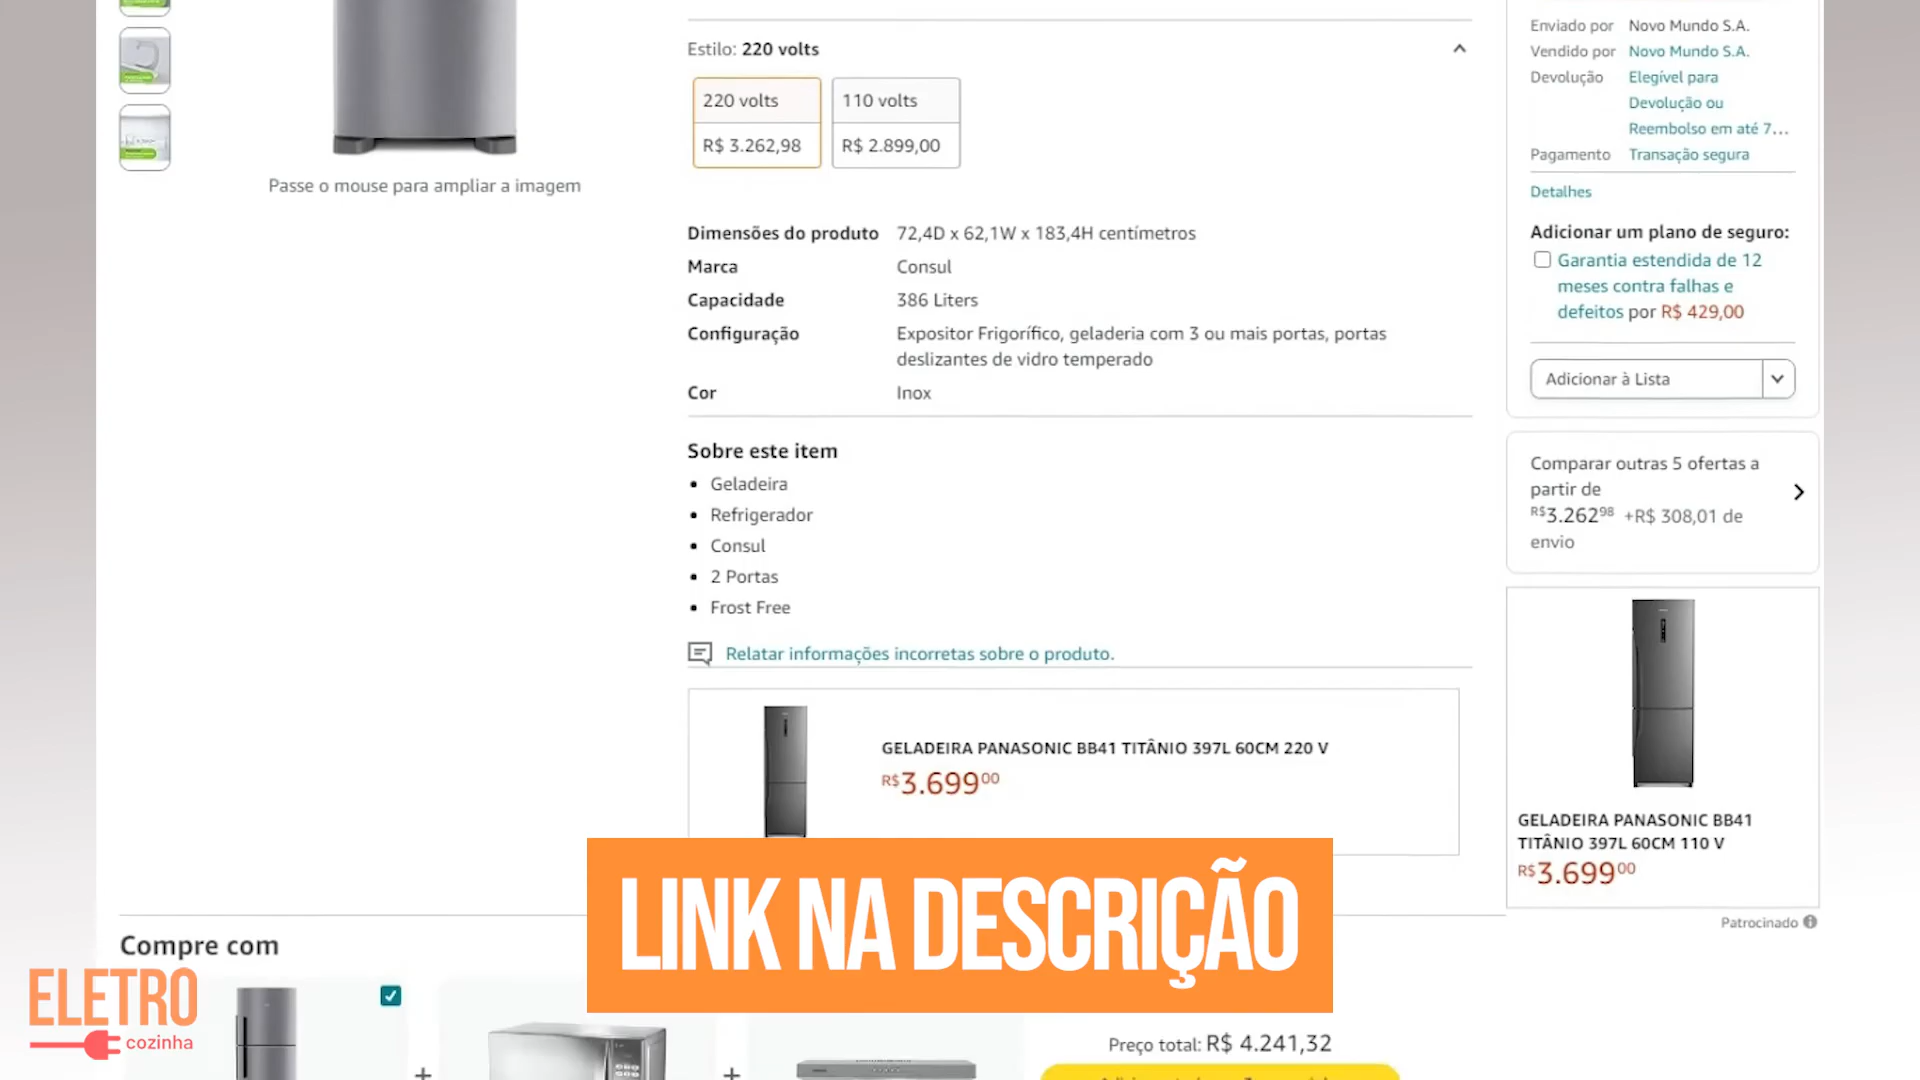 Estilo: 220 volts
220 volts
R$ 3.262,98
110 volts
R$ 2.899,00
Passe o mouse para ampliar a imagem
Dimensões do produto 72,4D x 62,1W x 183,4H centímetros
Marca Consul
Capacidade 386 Liters
Configuração Expositor Frigorífico, geladeria com 3 ou mais portas, portas
deslizantes de vidro temperado
Cor Inox
Sobre este item
Geladeira
Refrigerador
Consul
2 Portas
Frost Free
Relatar informações incorretas sobre o produto.
GELADEIRA PANASONIC BB41 TITÂNIO 397L 60CM 220 V
R$3.69900
Enviado por Novo Mundo S.A.
Vendido por Novo Mundo S.A.
Devolução Elegível para
Devolução ou
Reembolso em até 7...
Pagamento Transação segura
Detalhes
Adicionar um plano de seguro:
Garantia estendida de 12
meses contra falhas e
defeitos por R$ 429,00
Adicionar à Lista
Comparar outras 5 ofertas a
partir de
R$3.26298 +R$ 308,01 de
envio
GELADEIRA PANASONIC BB41
TITÂNIO 397L 60CM 110 V
R$3.69900
Patrocinado
LINK NA DESCRIÇÃO
Compre com
ELETRO
cozinha
+
+
Preço total: R$ 4.241,32